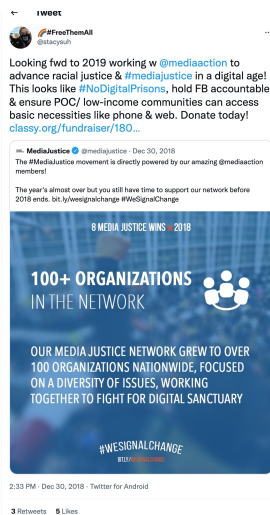 Tweet
#FreeThemAll
@stacysuh
Looking fwd to 2019 working w @mediaaction to
advance racial justice & #mediajustice in a digital age!
This looks like #NoDigitalPrisons, hold FB accountable
& ensure POC/ low-income communities can access
basic necessities like phone & web. Donate today!
classy.org/fundraiser/180...
MediaJustice @mediajustice · Dec 30, 2018
The #MediaJustice movement is directly powered by our amazing @mediaaction
members!
The year's almost over but you still have time to support our network before
2018 ends. bit.ly/wesignalchange #WeSignalChange
8 MEDIA JUSTICE WINS 2018
100+ ORGANIZATIONS
IN THE NETWORK
OUR MEDIA JUSTICE NETWORK GREW TO OVER
100 ORGANIZATIONS NATIONWIDE, FOCUSED
ON A DIVERSITY OF ISSUES, WORKING
TOGETHER TO FIGHT FOR DIGITAL SANCTUARY
#WESIGNALCHANGE
BIT.LY/WESIGNALCHANGE
2:33 PM · Dec 30, 2018 · Twitter for Android
3 Retweets 5 Likes